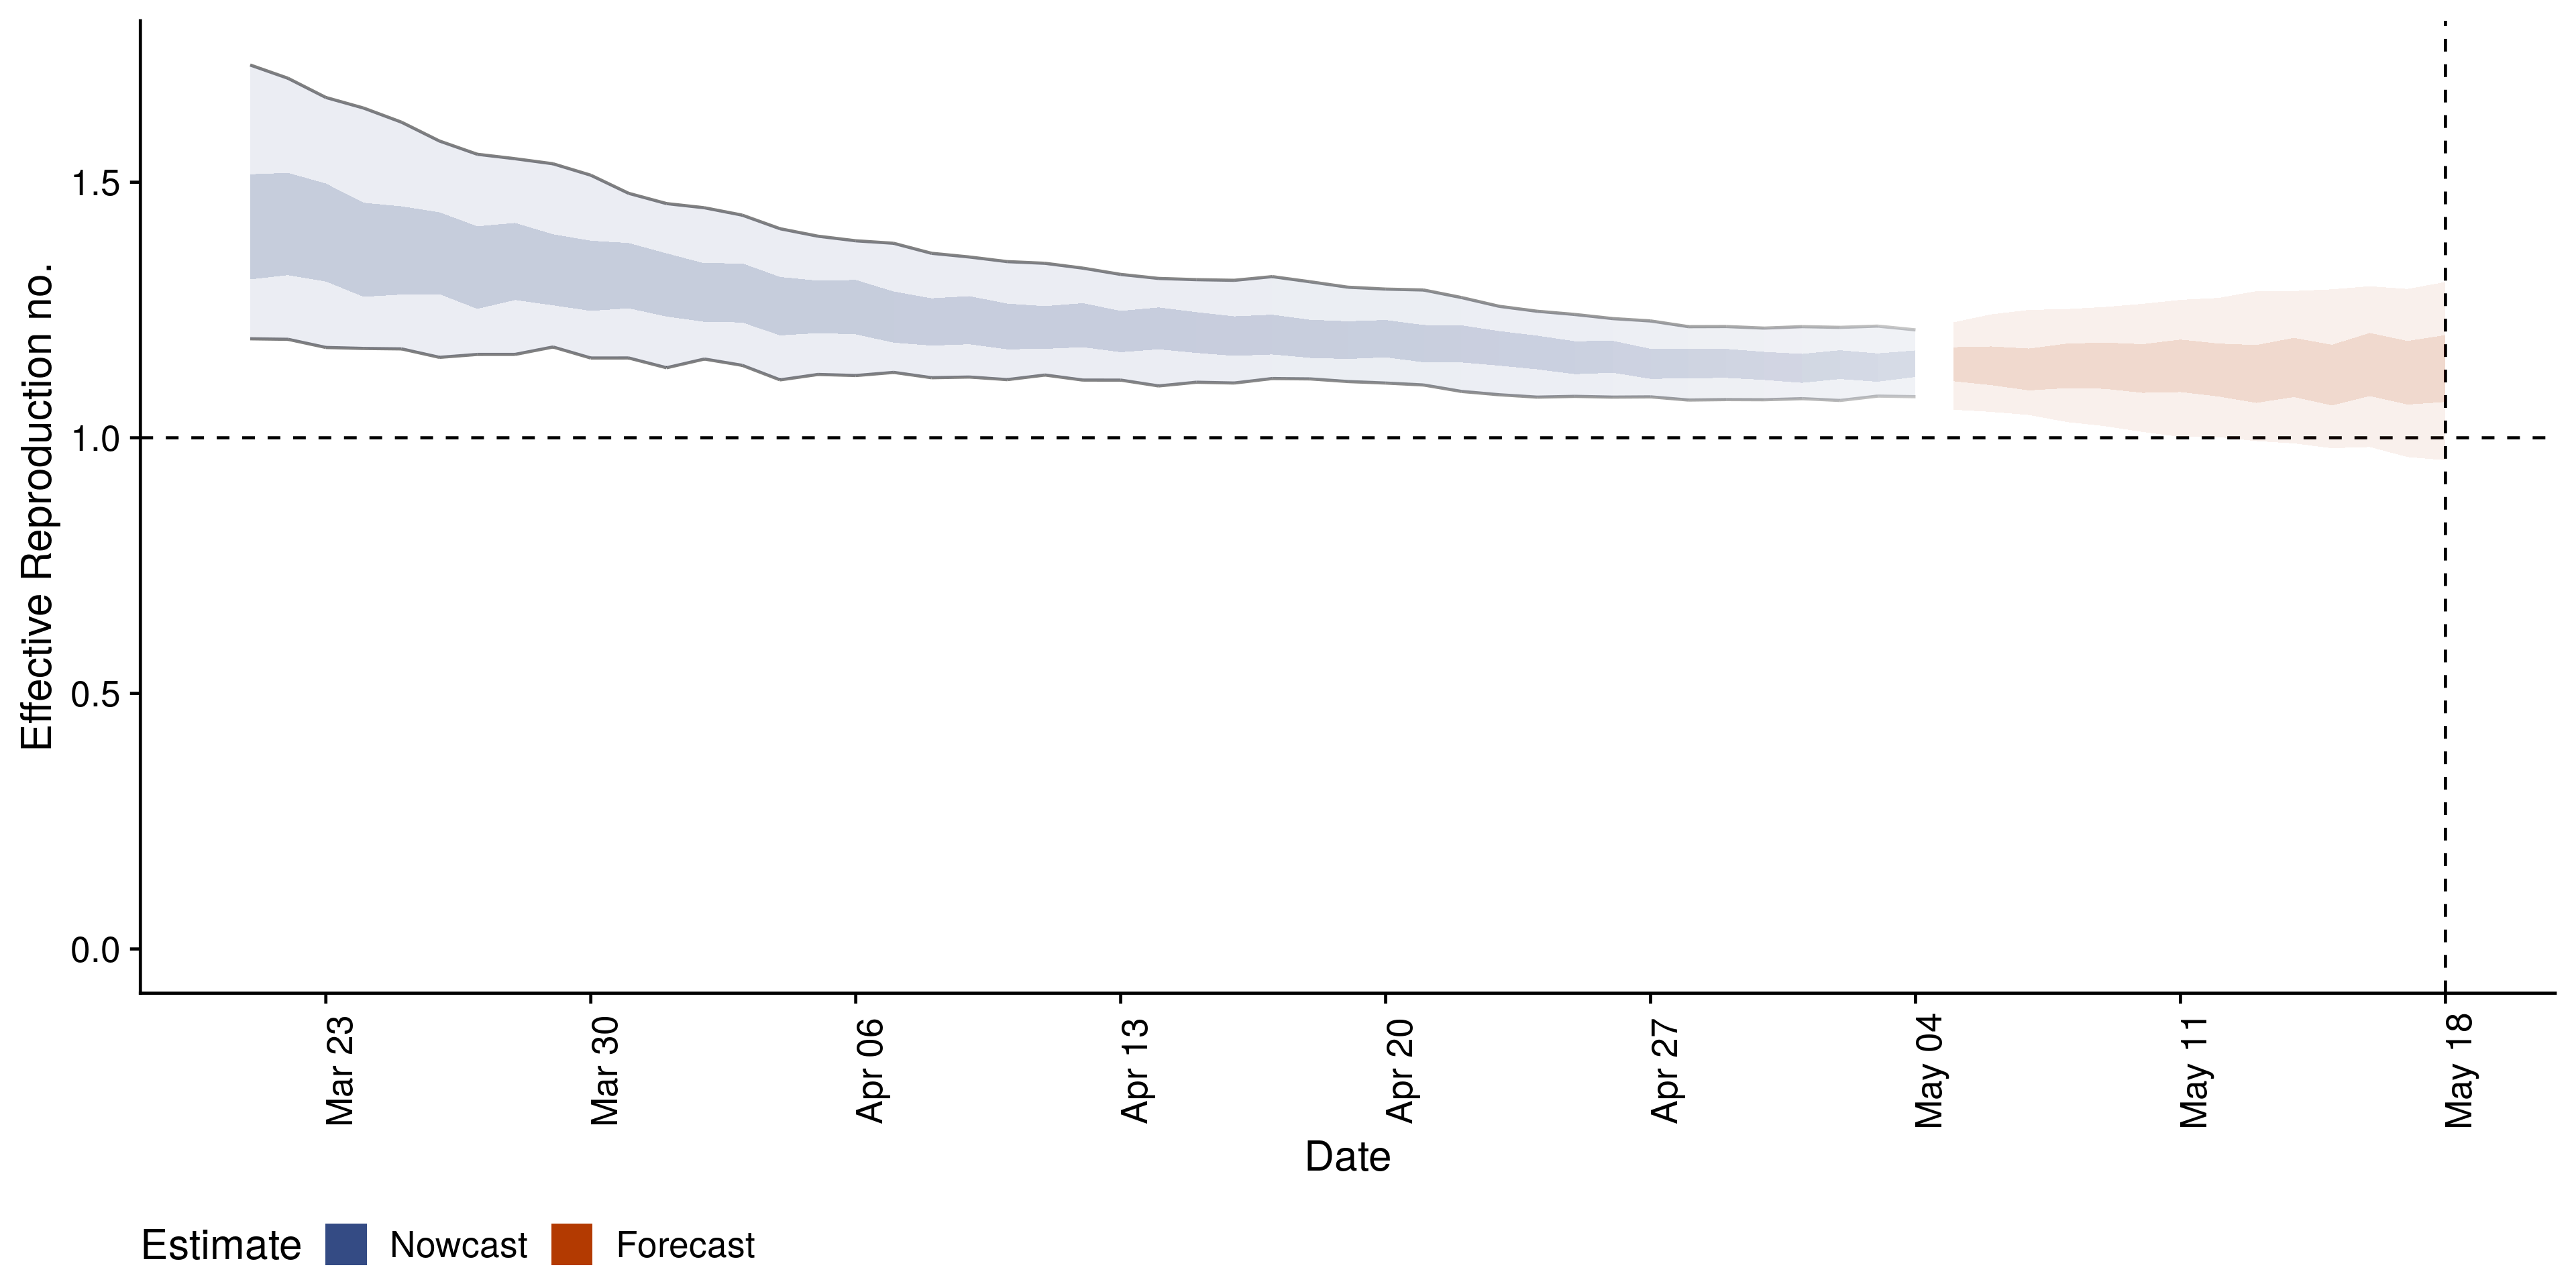 Effective Reproduction no.
1.5
1.0
0.5
0.0
Mar 23
Mar 30
Apr 06
Apr 13
Apr 20
Apr 27
May 04
May 11
May 18
Date
Estimate Nowcast Forecast